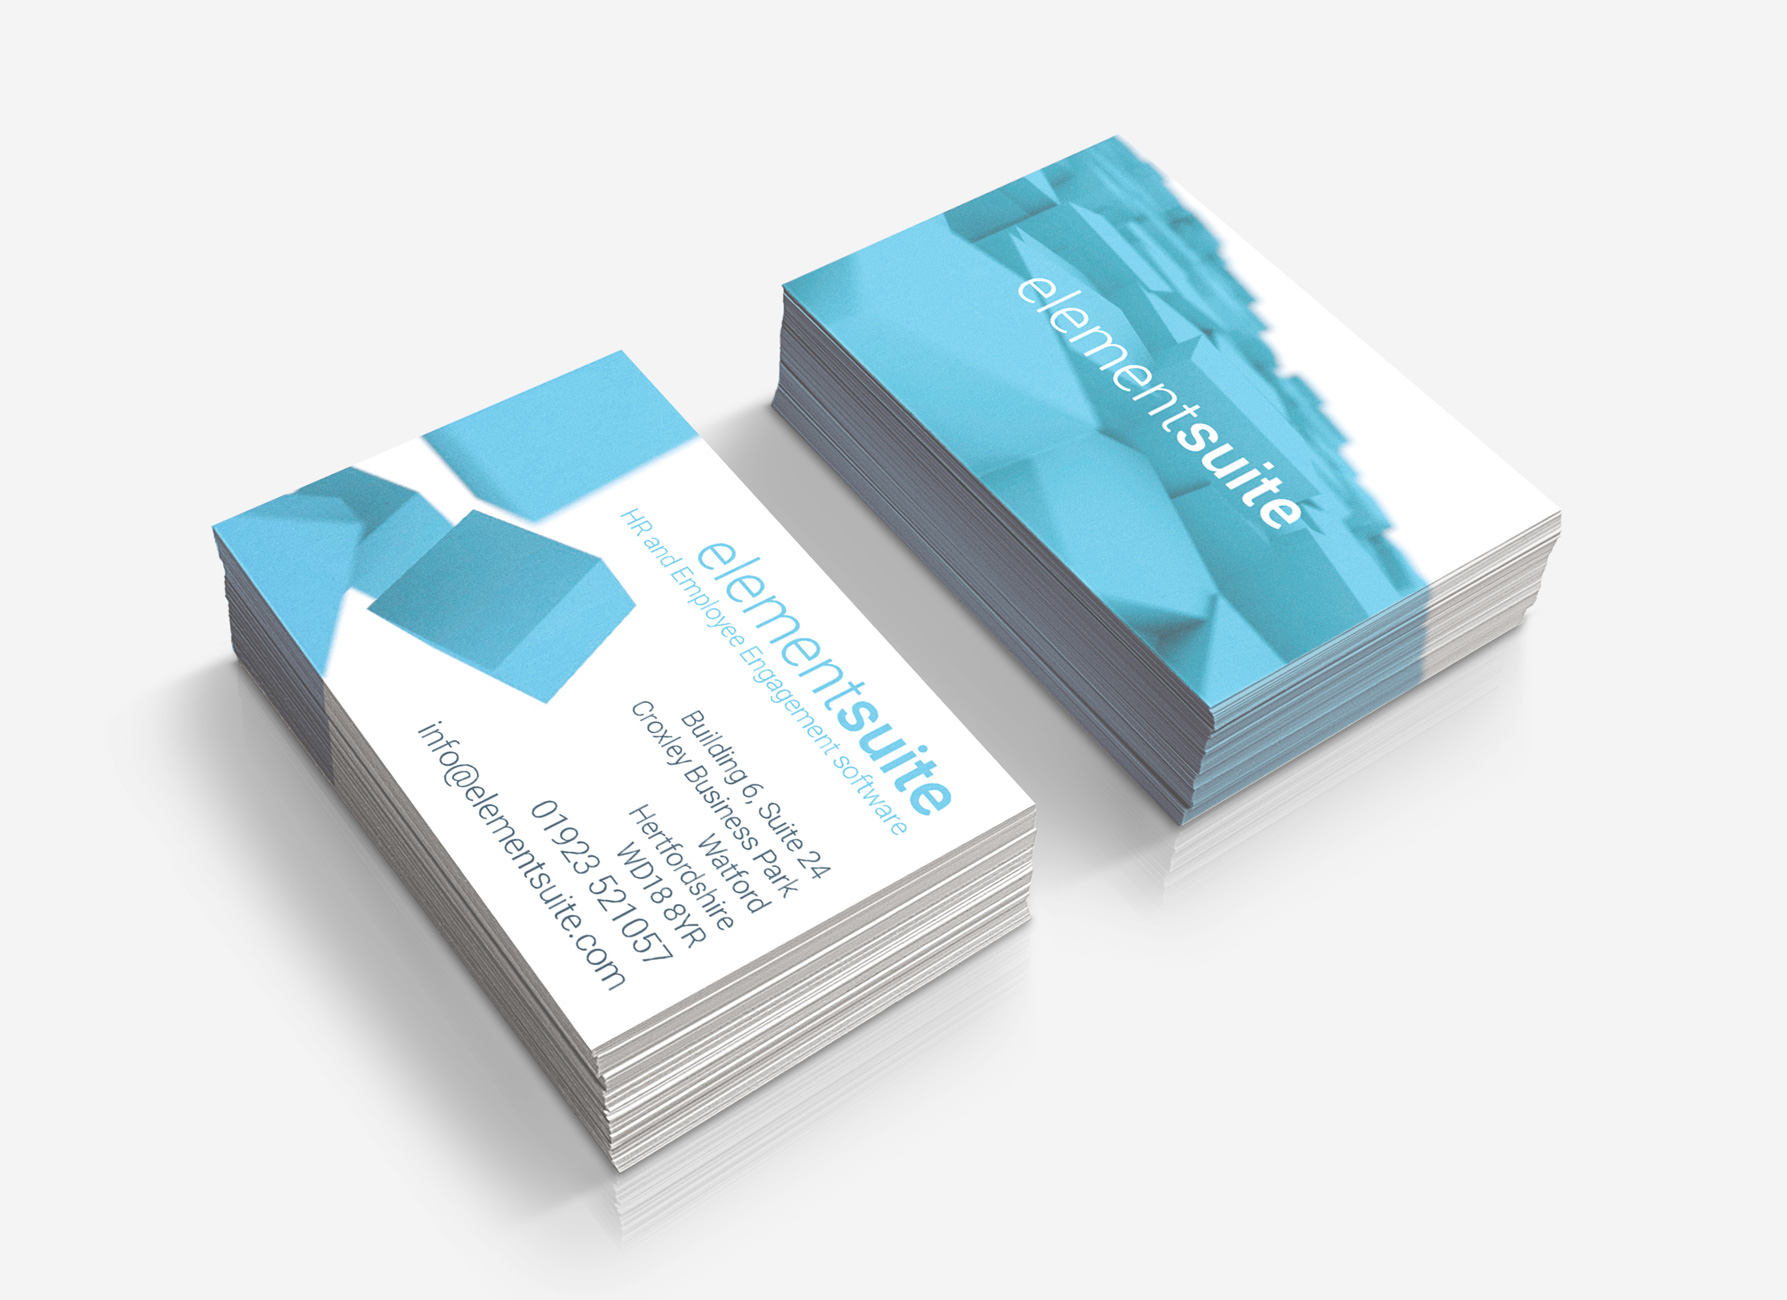 elementsuite
HR and Employee Engagement software
Building 6, Suite 24
Croxley Business Park
Watford
Hertfordshire
WD18 8YR
01923 521057
info@elementsuite.com
elementsuite